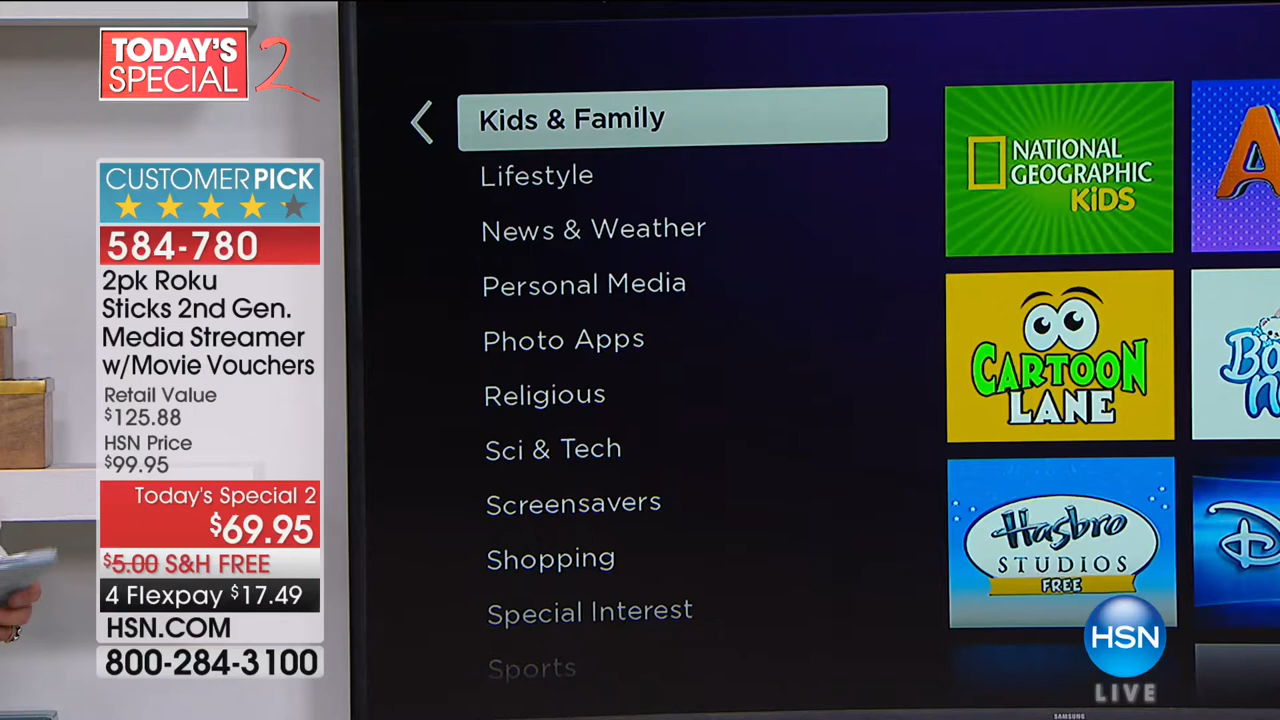 TODAY'S
SPECIAL 2
CUSTOMER PICK
584-780
2pk Roku
Sticks 2nd Gen.
Media Streamer
w/Movie Vouchers
Retail Value
$125.88
HSN Price
$99.95
Today's Special 2
$69.95
$5.00 S&H FREE
4 Flexpay $17.49
HSN.COM
800-284-3100
Kids & Family
Lifestyle
News & Weather
Personal Media
Photo Apps
Religious
Sci & Tech
Screensavers
Shopping
Special Interest
Sports
NATIONAL
GEOGRAPHIC
KiDS
CARTOON
LANE
Hasbro
STUDIOS
FREE
A
D
HSN
LIVE
SAMSUNG